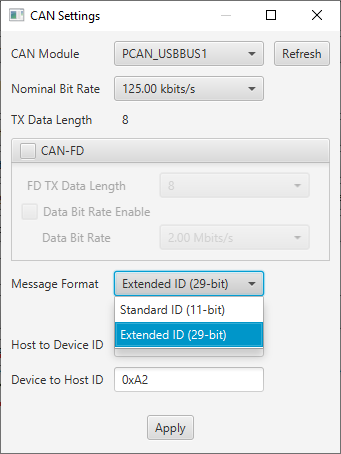 CAN Settings
CAN Module PCAN_USBBUS1 Refresh
Nominal Bit Rate 125.00 kbits/s
TX Data Length 8
CAN-FD
FD TX Data Length 8
Data Bit Rate Enable
Data Bit Rate 2.00 Mbits/s
Message Format Extended ID (29-bit)
Standard ID (11-bit)
Extended ID (29-bit)
Host to Device ID
Device to Host ID 0xA2
Apply